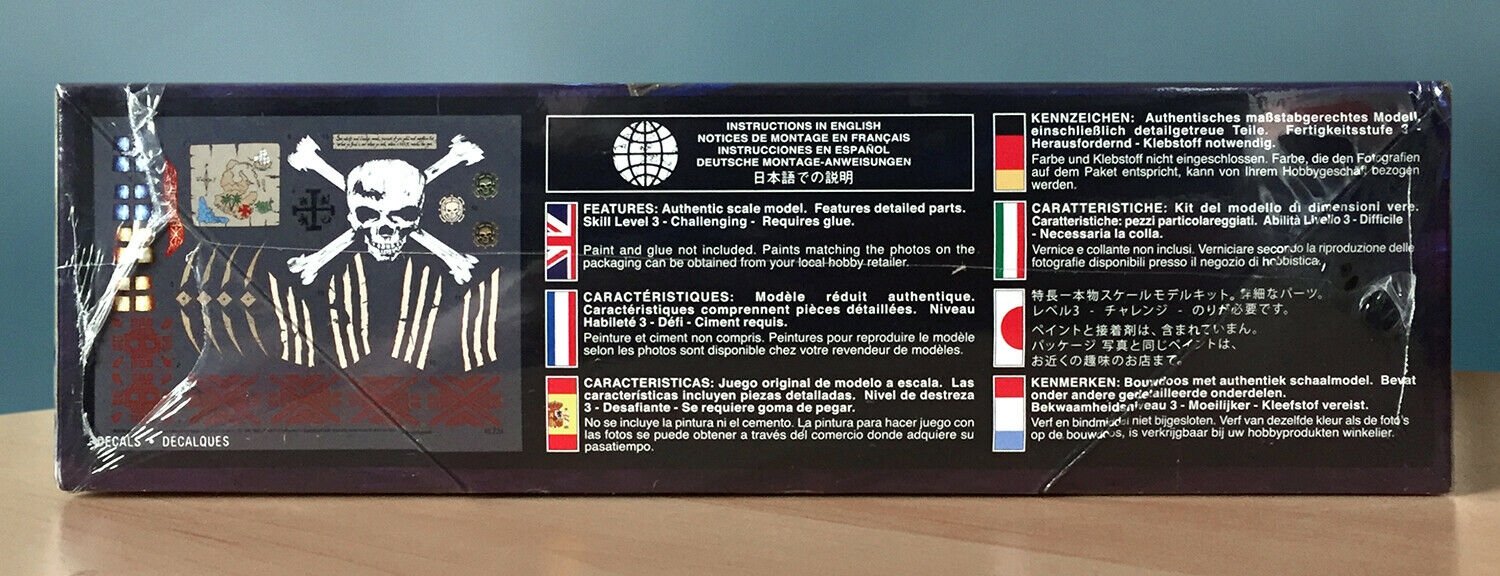 DECALS • DECALQUES
INSTRUCTIONS IN ENGLISH
NOTICES DE MONTAGE EN FRANÇAIS
INSTRUCCIONES EN ESPAÑOL
DEUTSCHE MONTAGE-ANWEISUNGEN
日本語での説明
FEATURES: Authentic scale model. Features detailed parts.
Skill Level 3 - Challenging - Requires glue.
Paint and glue not included. Paints matching the photos on the
packaging can be obtained from your local hobby retailer.
CARACTÉRISTIQUES: Modèle réduit authentique.
Caractéristiques comprennent pièces détaillées. Niveau
Habileté 3 - Défi - Ciment requis.
Peinture et ciment non compris. Peintures pour reproduire le modèle
selon les photos sont disponible chez votre revendeur de modèles.
CARACTERISTICAS: Juego original de modelo a escala. Las
características incluyen piezas detalladas. Nivel de destreza
3 - Desafiante - Se requiere goma de pegar.
No se incluye la pintura ni el cemento. La pintura para hacer juego con
las fotos se puede obtener a través del comercio donde adquiere su
pasatiempo.
KENNZEICHEN: Authentisches maßstabgerechtes Modell,
einschließlich detailgetreue Teile. Fertigkeitsstufe 3 -
Herausfordernd - Klebstoff notwendig.
Farbe und Klebstoff nicht eingeschlossen. Farbe, die den Fotografien
auf dem Paket entspricht, kann von Ihrem Hobbygeschäft bezogen
werden.
CARATTERISTICHE: Kit del modello di dimensioni vere.
Caratteristiche: pezzi particolareggiati. Abilità Livello 3 - Difficile
- Necessaria la colla.
Vernice e collante non inclusi. Verniciare secondo la riproduzione delle
fotografie disponibili presso il negozio di hobbistica.
特長－本物スケールモデルキット。詳細なパーツ。
レベル3 - チャレンジ - のりが必要です。
ペイントと接着剤は、含まれていません。
パッケージ 写真と同じペイントは、
お近くの趣味のお店まで。
KENMERKEN: Bouwdoos met authentiek schaalmodel. Bevat
onder andere gedetailleerde onderdelen.
Bekwaamheidsniveau 3 - Moeilijker - Kleefstof vereist.
Verf en bindmiddel niet bijgesloten. Verf van dezelfde kleur als de foto's
op de bouwdoos, is verkrijgbaar bij uw hobbyprodukten winkelier.